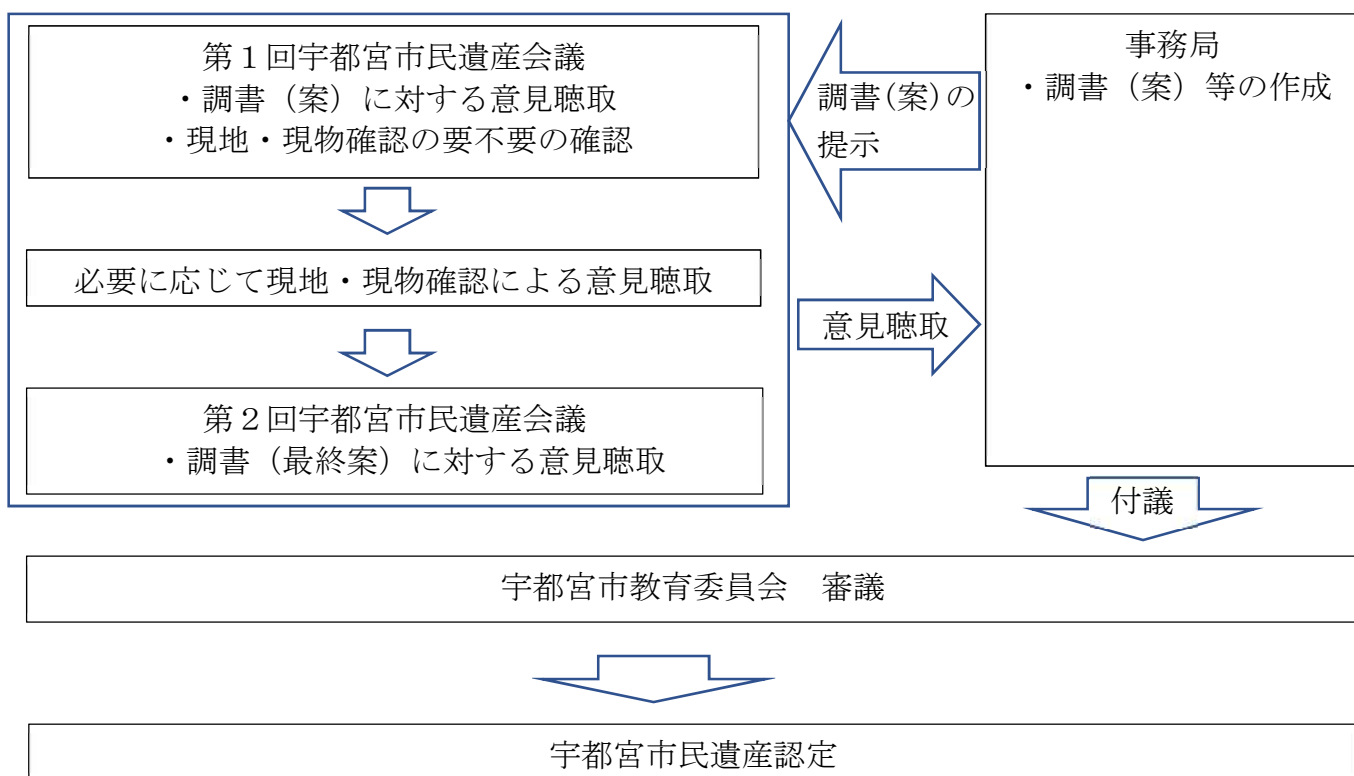 第１回宇都宮市民遺産会議
・調書（案）に対する意見聴取
・現地・現物確認の要不要の確認
必要に応じて現地・現物確認による意見聴取
第２回宇都宮市民遺産会議
・調書（最終案）に対する意見聴取
調書(案)の
提示
意見聴取
事務局
・調書（案）等の作成
付議
宇都宮市教育委員会　審議
宇都宮市民遺産認定